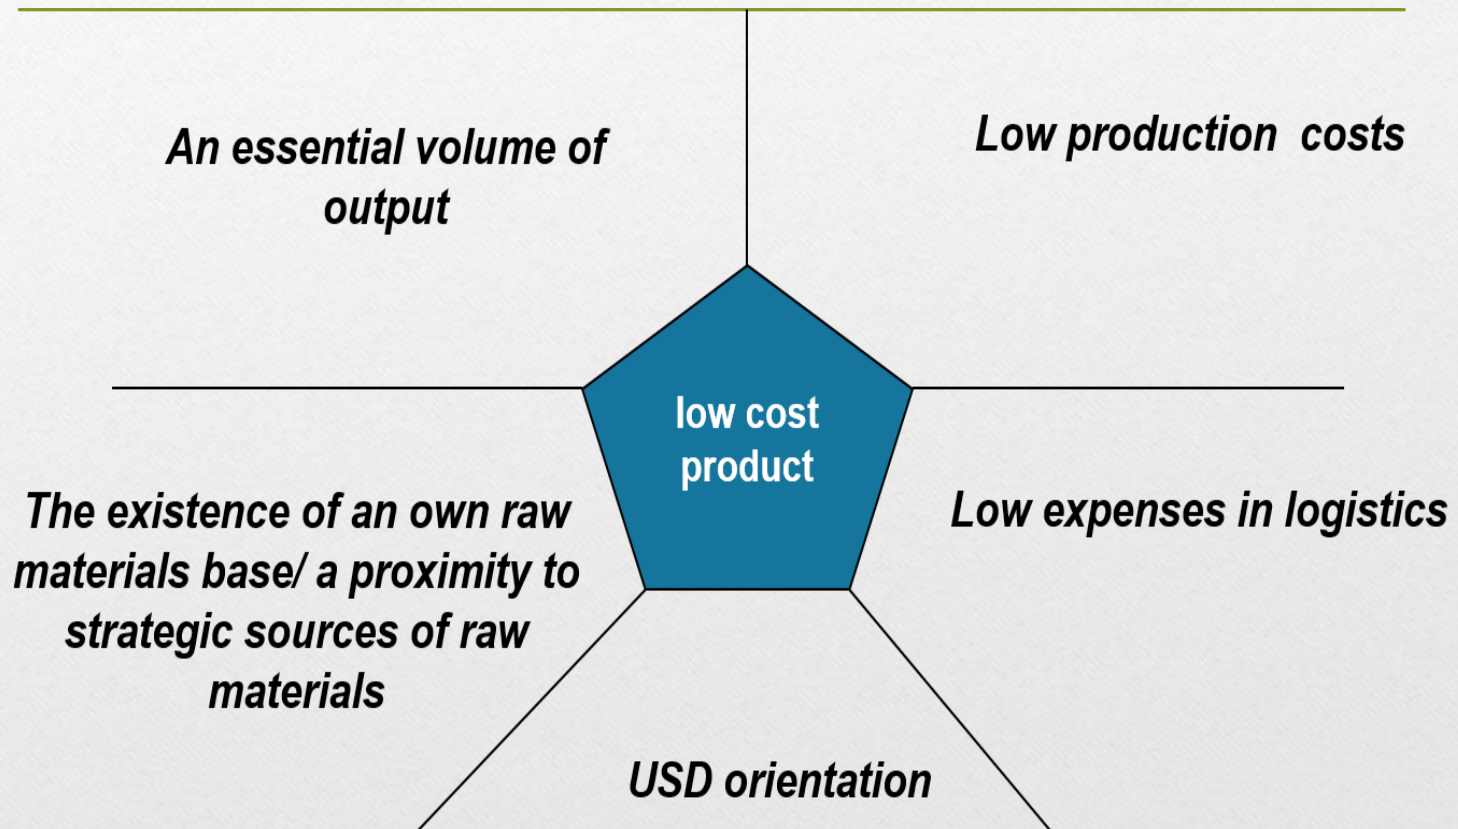 An essential volume of
output
Low production costs
low cost
product
The existence of an own raw
materials base/ a proximity to
strategic sources of raw
materials
Low expenses in logistics
USD orientation